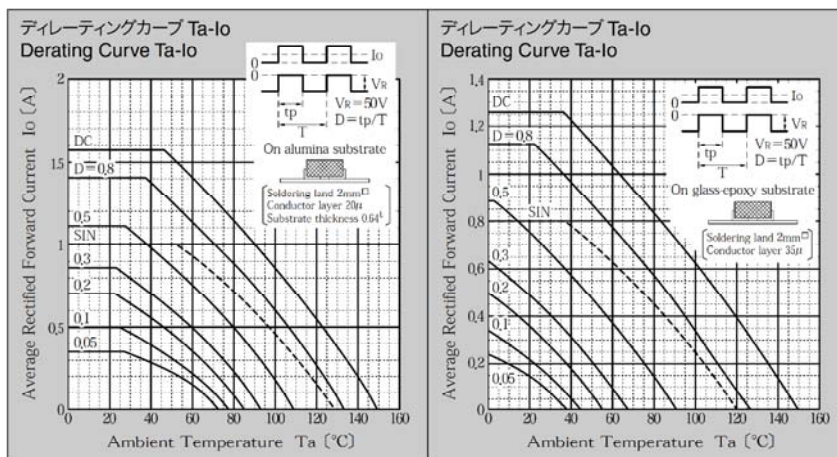 ディレーティングカーブ Ta-Io
Derating Curve Ta-Io
Average Rectified Forward Current Io〔A〕
2
1.5
1
0.5
0
DC
D=0.8
0.5
SIN
0.3
0.2
0.1
0.05
0
Io
0
VR
tp
T
VR=50V
D=tp/T
On alumina substrate
Soldering land 2mm□
Conductor layer 20μ
Substrate thickness 0.64t
0 20 40 60 80 100 120 140 160
Ambient Temperature Ta〔℃〕
ディレーティングカーブ Ta-Io
Derating Curve Ta-Io
Average Rectified Forward Current Io〔A〕
1.4
1.2
1
0.8
0.6
0.4
0.2
0
DC
D=0.8
0.5
SIN
0.3
0.2
0.1
0.05
0
Io
0
VR
tp
T
VR=50V
D=tp/T
On glass-epoxy substrate
Soldering land 2mm□
Conductor layer 35μ
0 20 40 60 80 100 120 140 160
Ambient Temperature Ta〔℃〕